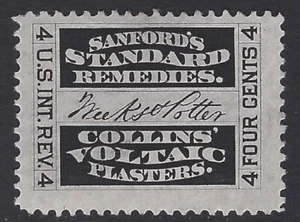 SANFORD'S
STANDARD
REMEDIES.
Weeks & Potter
COLLINS'
VOLTAIC
PLASTERS.
4 U.S. INT. REV. 4
4 FOUR CENTS 4